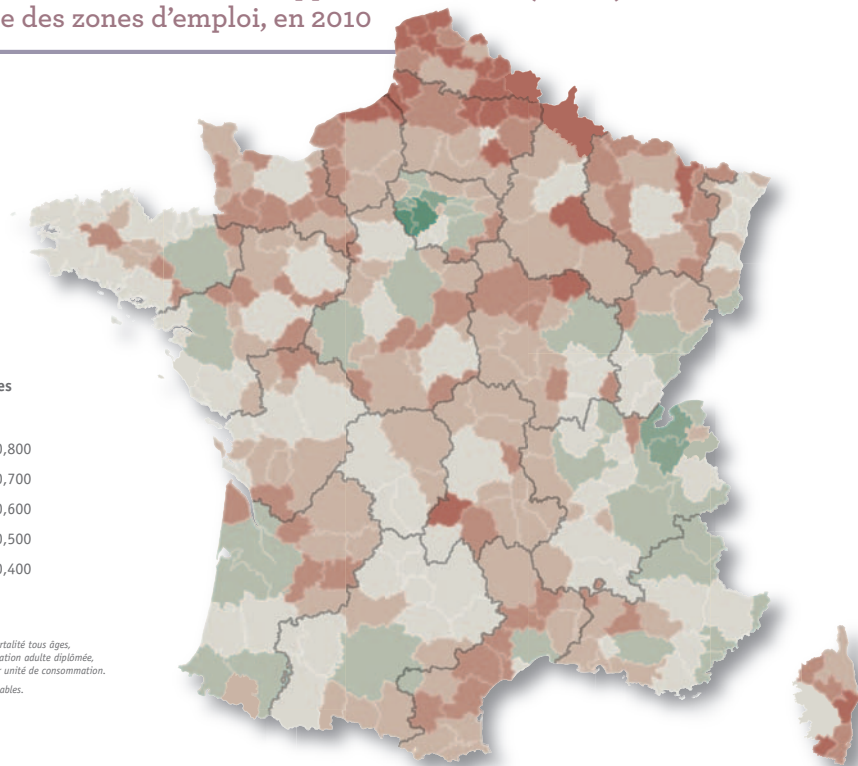 e des zones d'emploi, en 2010
es
0,800
0,700
0,600
0,500
0,400
rtalité tous âges,
ation adulte diplômée,
r unité de consommation.
ables.